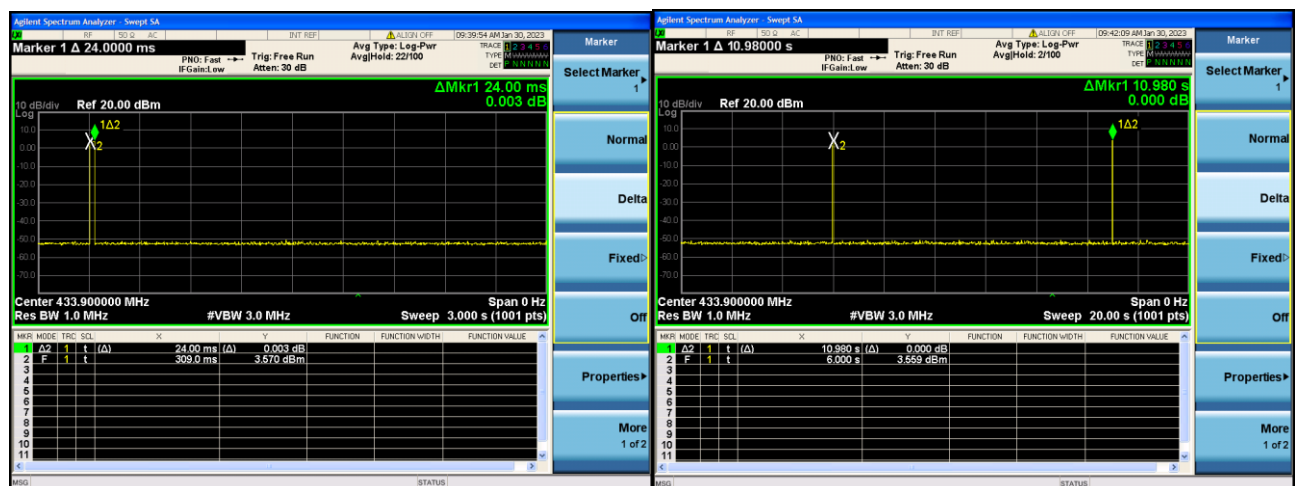 Agilent Spectrum Analyzer - Swept SA
RF 50 Ω AC INT REF ALIGN OFF 09:39:54 AM Jan 30, 2023
Marker 1 Δ 24.0000 ms
PNO: Fast
IFGain:Low
Trig: Free Run
Atten: 30 dB
Avg Type: Log-Pwr
Avg|Hold: 22/100
TRACE 1 2 3 4 5 6
TYPE M
DET P N N N N N
ΔMkr1 24.00 ms
0.003 dB
10 dB/div Ref 20.00 dBm
Log
10.0
0.00
-10.0
-20.0
-30.0
-40.0
-50.0
-60.0
-70.0
1Δ2
X2
Center 433.900000 MHz Span 0 Hz
Res BW 1.0 MHz #VBW 3.0 MHz Sweep 3.000 s (1001 pts)
MKR MODE TRC SCL X Y FUNCTION FUNCTION WIDTH FUNCTION VALUE
1 Δ2 1 t (Δ) 24.00 ms (Δ) 0.003 dB
2 F 1 t 309.0 ms 3.570 dBm
3
4
5
6
7
8
9
10
11
MSG STATUS
Marker
Select Marker
1
Normal
Delta
Fixed
Off
Properties
More
1 of 2
Agilent Spectrum Analyzer - Swept SA
RF 50 Ω AC INT REF ALIGN OFF 09:42:09 AM Jan 30, 2023
Marker 1 Δ 10.98000 s
PNO: Fast
IFGain:Low
Trig: Free Run
Atten: 30 dB
Avg Type: Log-Pwr
Avg|Hold: 2/100
TRACE 1 2 3 4 5 6
TYPE M
DET P N N N N N
ΔMkr1 10.980 s
0.000 dB
10 dB/div Ref 20.00 dBm
Log
10.0
0.00
-10.0
-20.0
-30.0
-40.0
-50.0
-60.0
-70.0
X2
1Δ2
Center 433.900000 MHz Span 0 Hz
Res BW 1.0 MHz #VBW 3.0 MHz Sweep 20.00 s (1001 pts)
MKR MODE TRC SCL X Y FUNCTION FUNCTION WIDTH FUNCTION VALUE
1 Δ2 1 t (Δ) 10.980 s (Δ) 0.000 dB
2 F 1 t 6.000 s 3.559 dBm
3
4
5
6
7
8
9
10
11
MSG STATUS
Marker
Select Marker
1
Normal
Delta
Fixed
Off
Properties
More
1 of 2